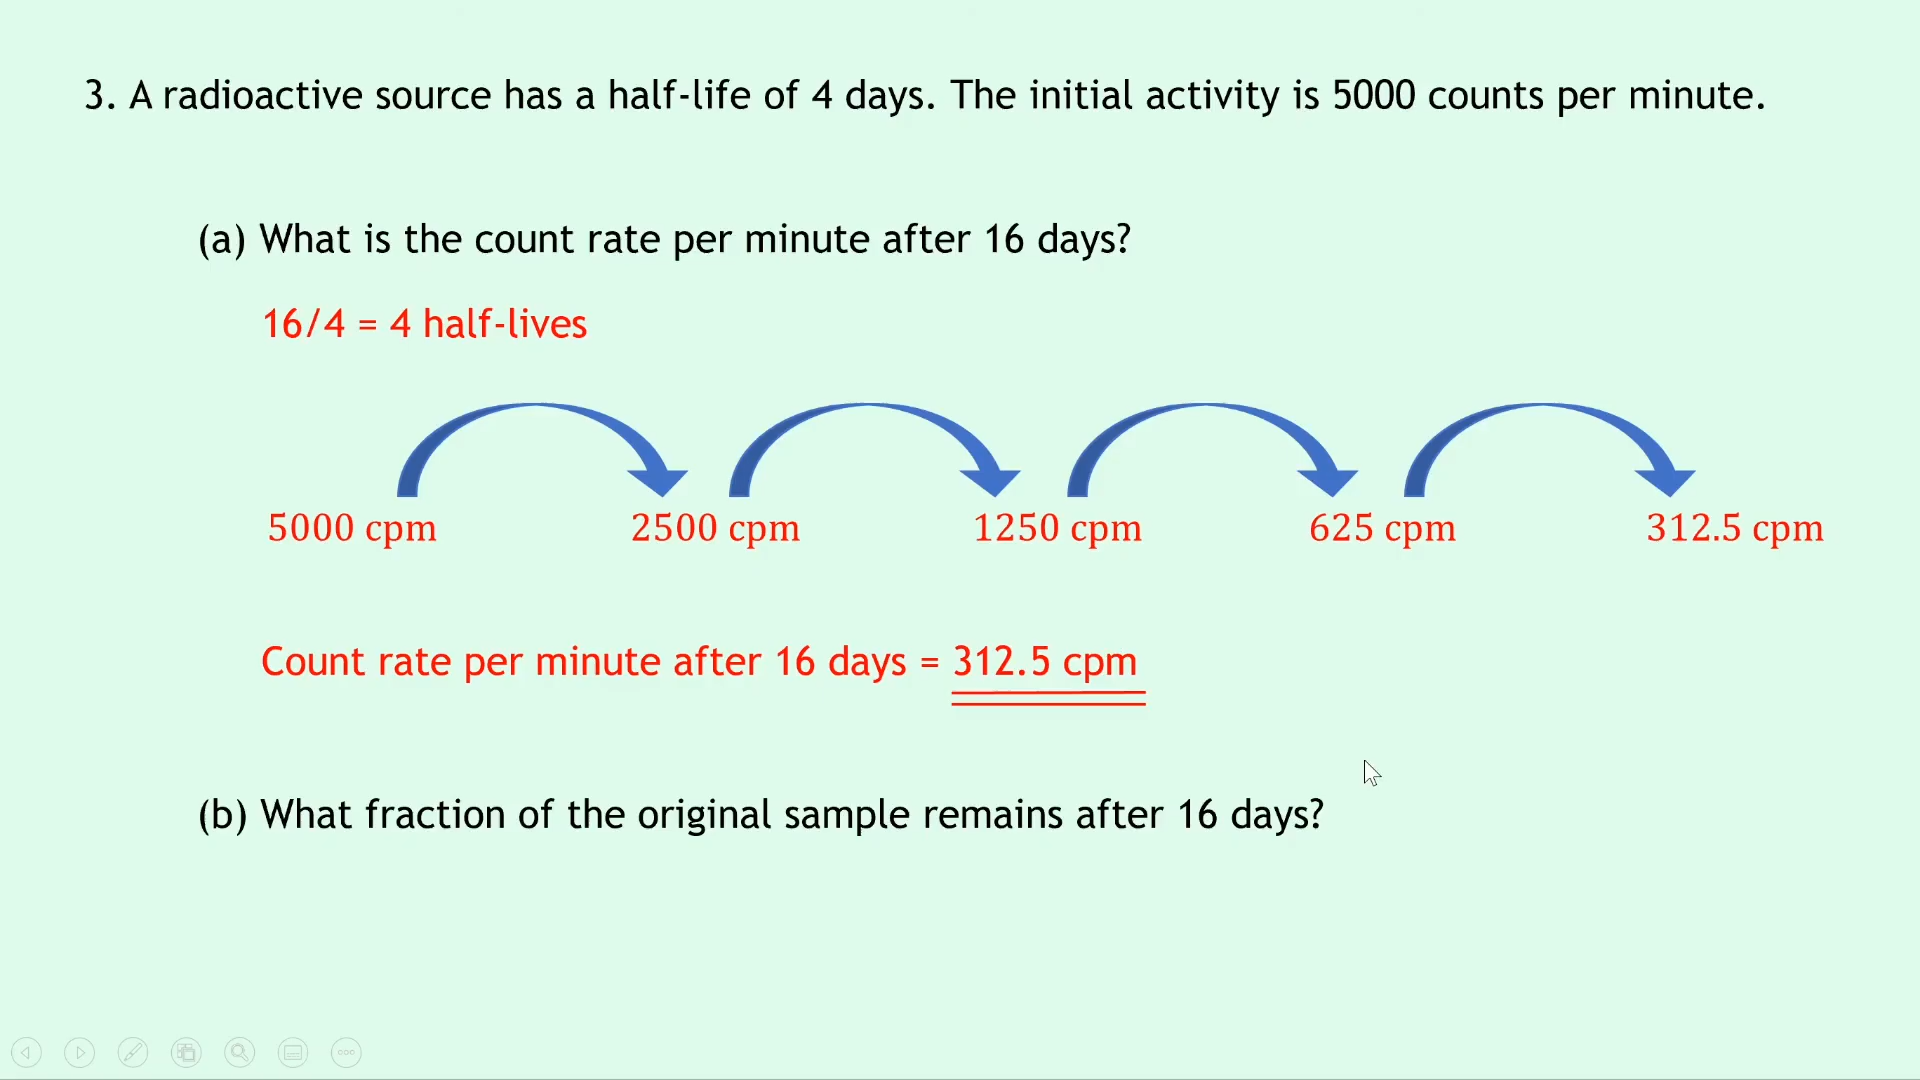 3. A radioactive source has a half-life of 4 days. The initial activity is 5000 counts per minute.
(a) What is the count rate per minute after 16 days?
16/4 = 4 half-lives
5000 cpm 2500 cpm 1250 cpm 625 cpm 312.5 cpm
Count rate per minute after 16 days = 312.5 cpm
(b) What fraction of the original sample remains after 16 days?